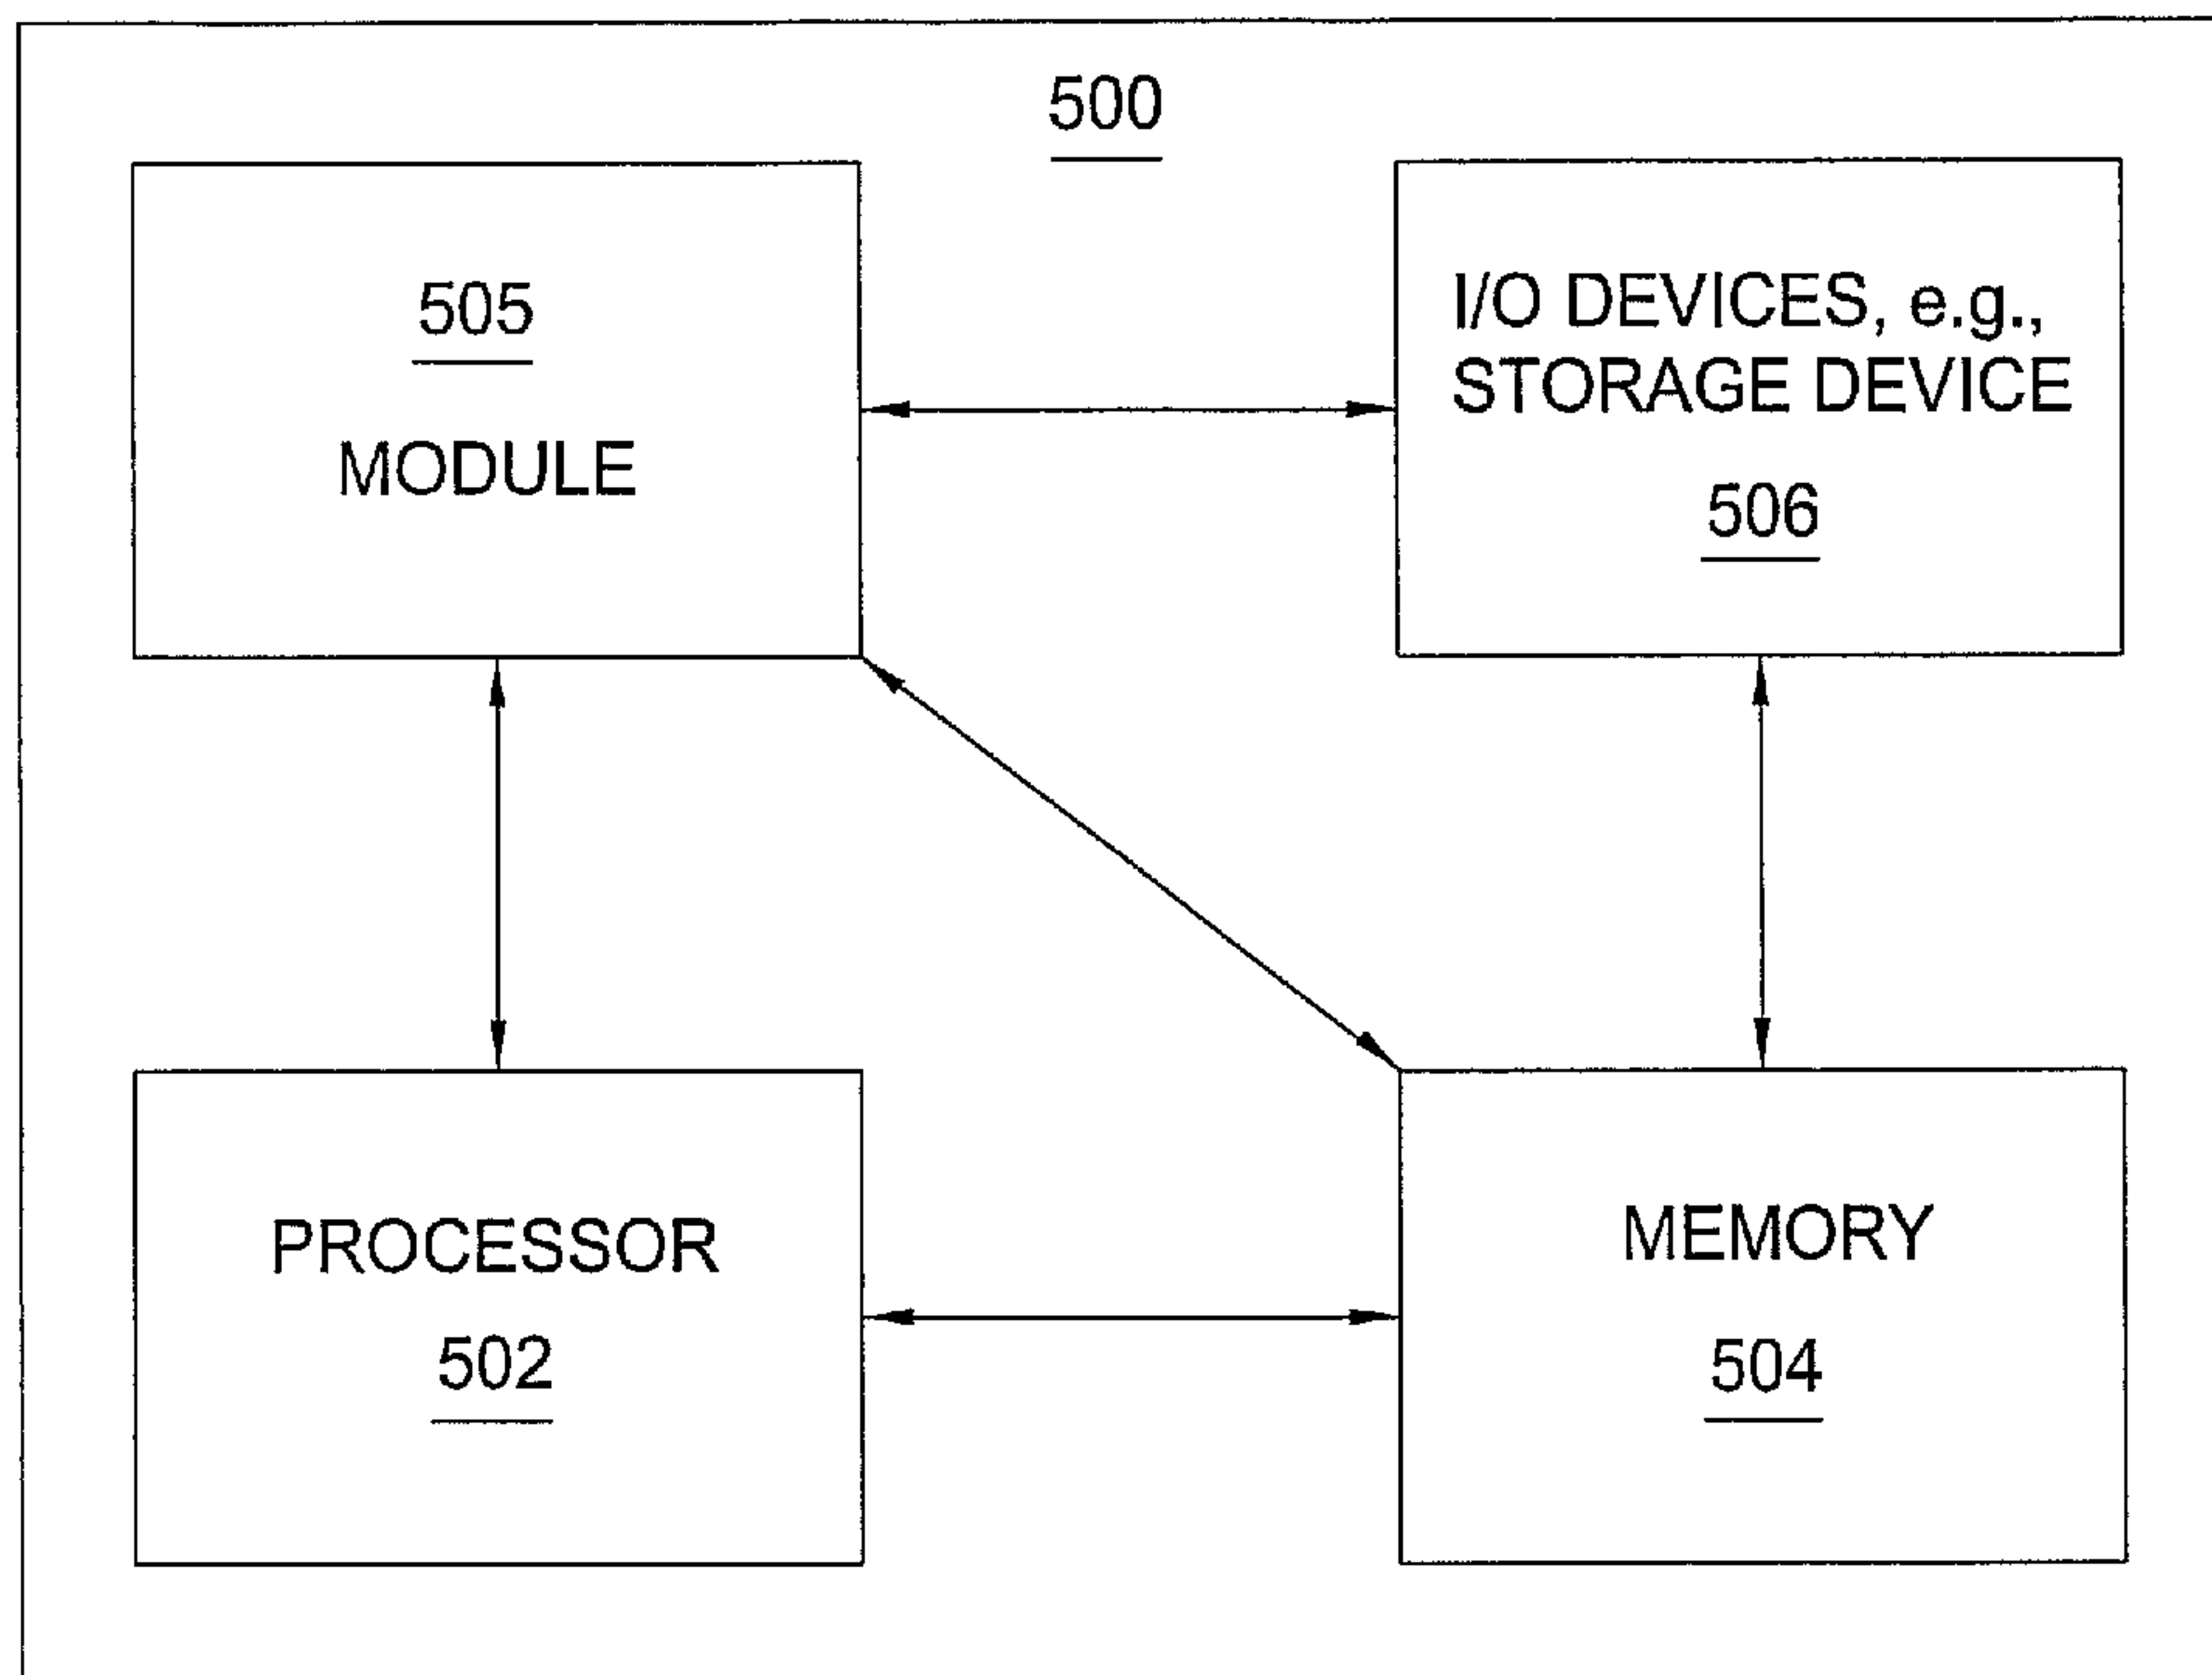 500
505
MODULE
I/O DEVICES, e.g.,
STORAGE DEVICE
506
PROCESSOR
502
MEMORY
504